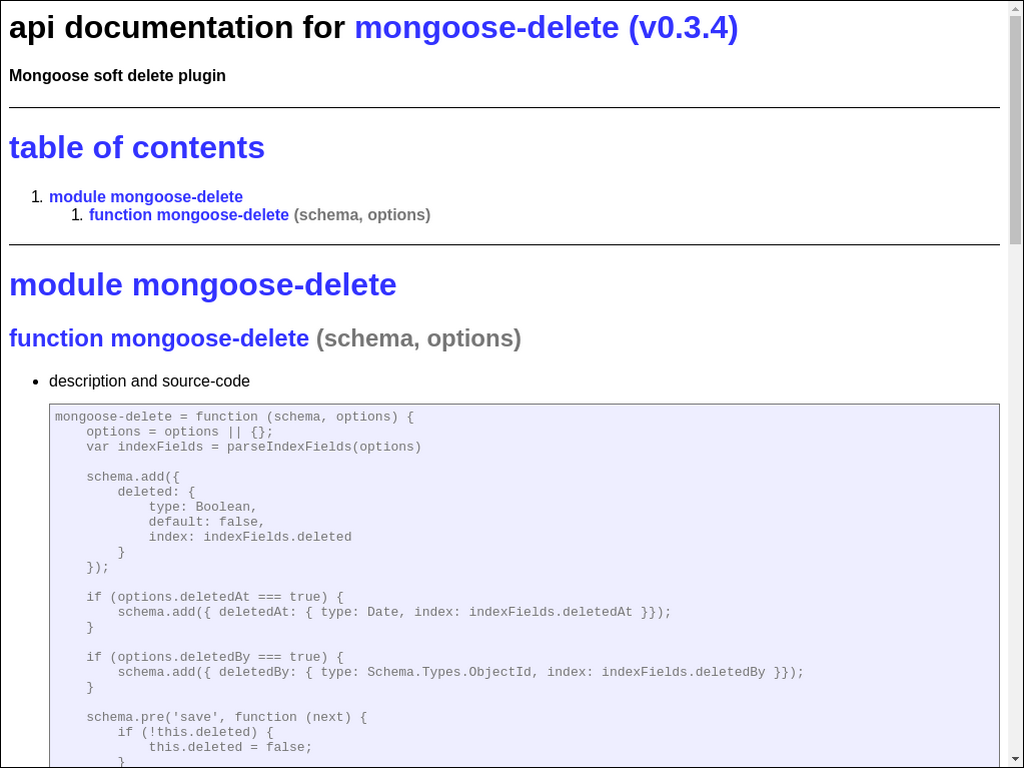 api documentation for mongoose-delete (v0.3.4)
Mongoose soft delete plugin
table of contents
1. module mongoose-delete
1. function mongoose-delete (schema, options)
module mongoose-delete
function mongoose-delete (schema, options)
• description and source-code
mongoose-delete = function (schema, options) {
    options = options || {};
    var indexFields = parseIndexFields(options)

    schema.add({
        deleted: {
            type: Boolean,
            default: false,
            index: indexFields.deleted
        }
    });

    if (options.deletedAt === true) {
        schema.add({ deletedAt: { type: Date, index: indexFields.deletedAt }});
    }

    if (options.deletedBy === true) {
        schema.add({ deletedBy: { type: Schema.Types.ObjectId, index: indexFields.deletedBy }});
    }

    schema.pre('save', function (next) {
        if (!this.deleted) {
            this.deleted = false;
        }